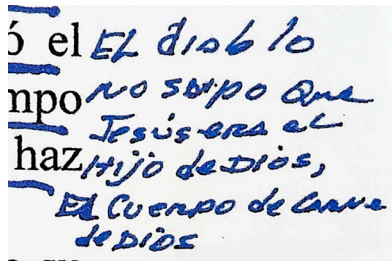 ó el EL diablo
mpo no supo que
Jesús era el
haz Hijo de Dios,
El Cuerpo de Carne
de Dios